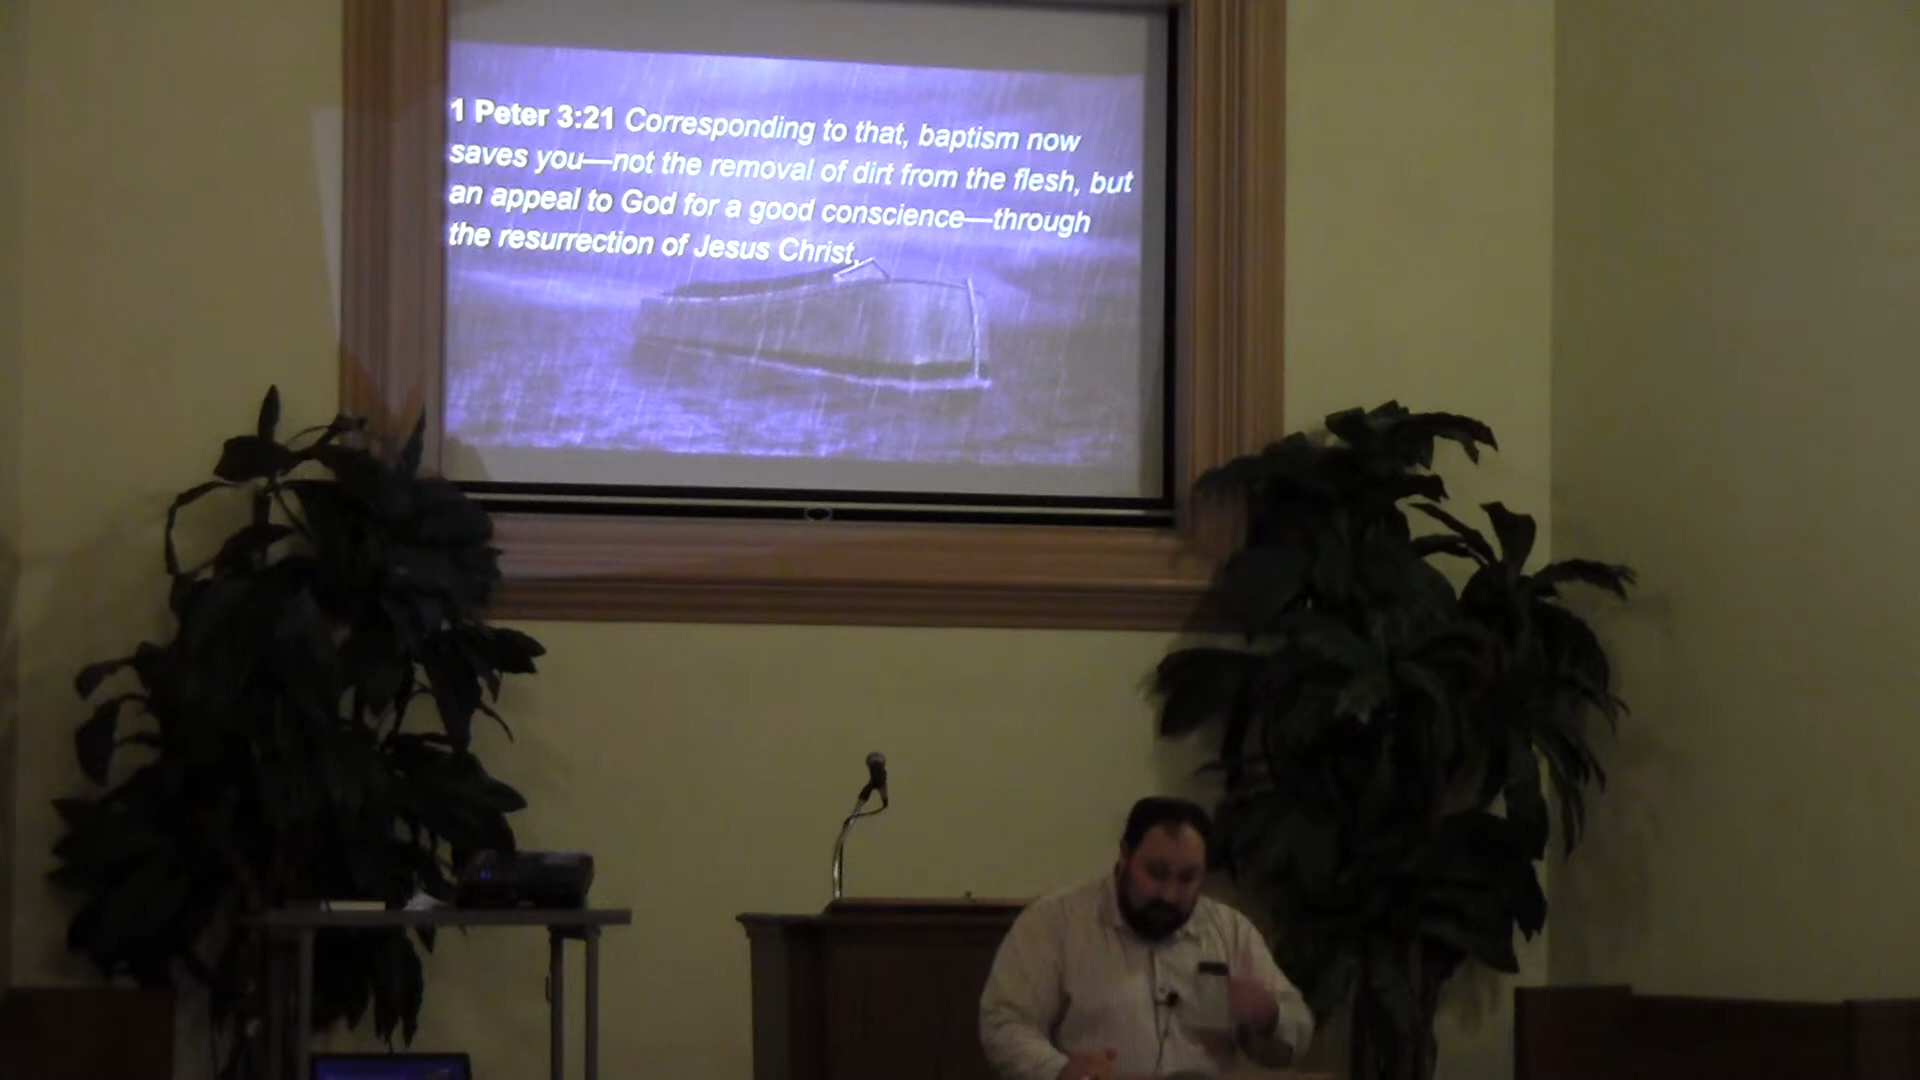 1 Peter 3:21 Corresponding to that, baptism now
saves you—not the removal of dirt from the flesh, but
an appeal to God for a good conscience—through
the resurrection of Jesus Christ,